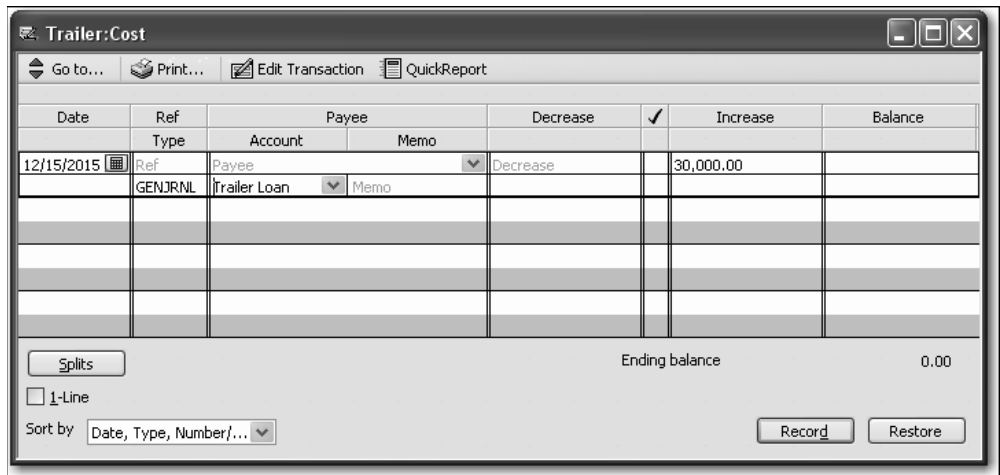 Trailer:Cost
Go to... Print... Edit Transaction QuickReport
Date Ref Payee Decrease ✓ Increase Balance
Type Account Memo
12/15/2015 Ref Payee Decrease 30,000.00
GENJRNL Trailer Loan Memo
Splits Ending balance 0.00
1-Line
Sort by Date, Type, Number/... Record Restore